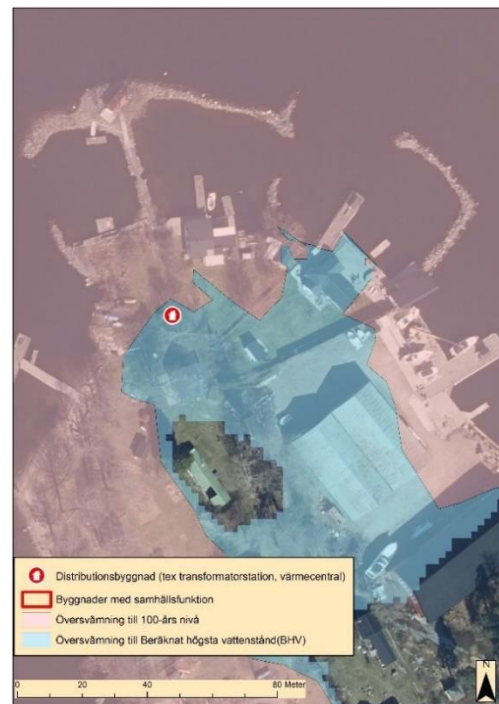 Distributionsbyggnad (tex transformatorstation, värmecentral)
Byggnader med samhällsfunktion
Översvämning till 100-års nivå
Översvämning till Beräknat högsta vattenstånd(BHV)
0 20 40 80 Meter
N